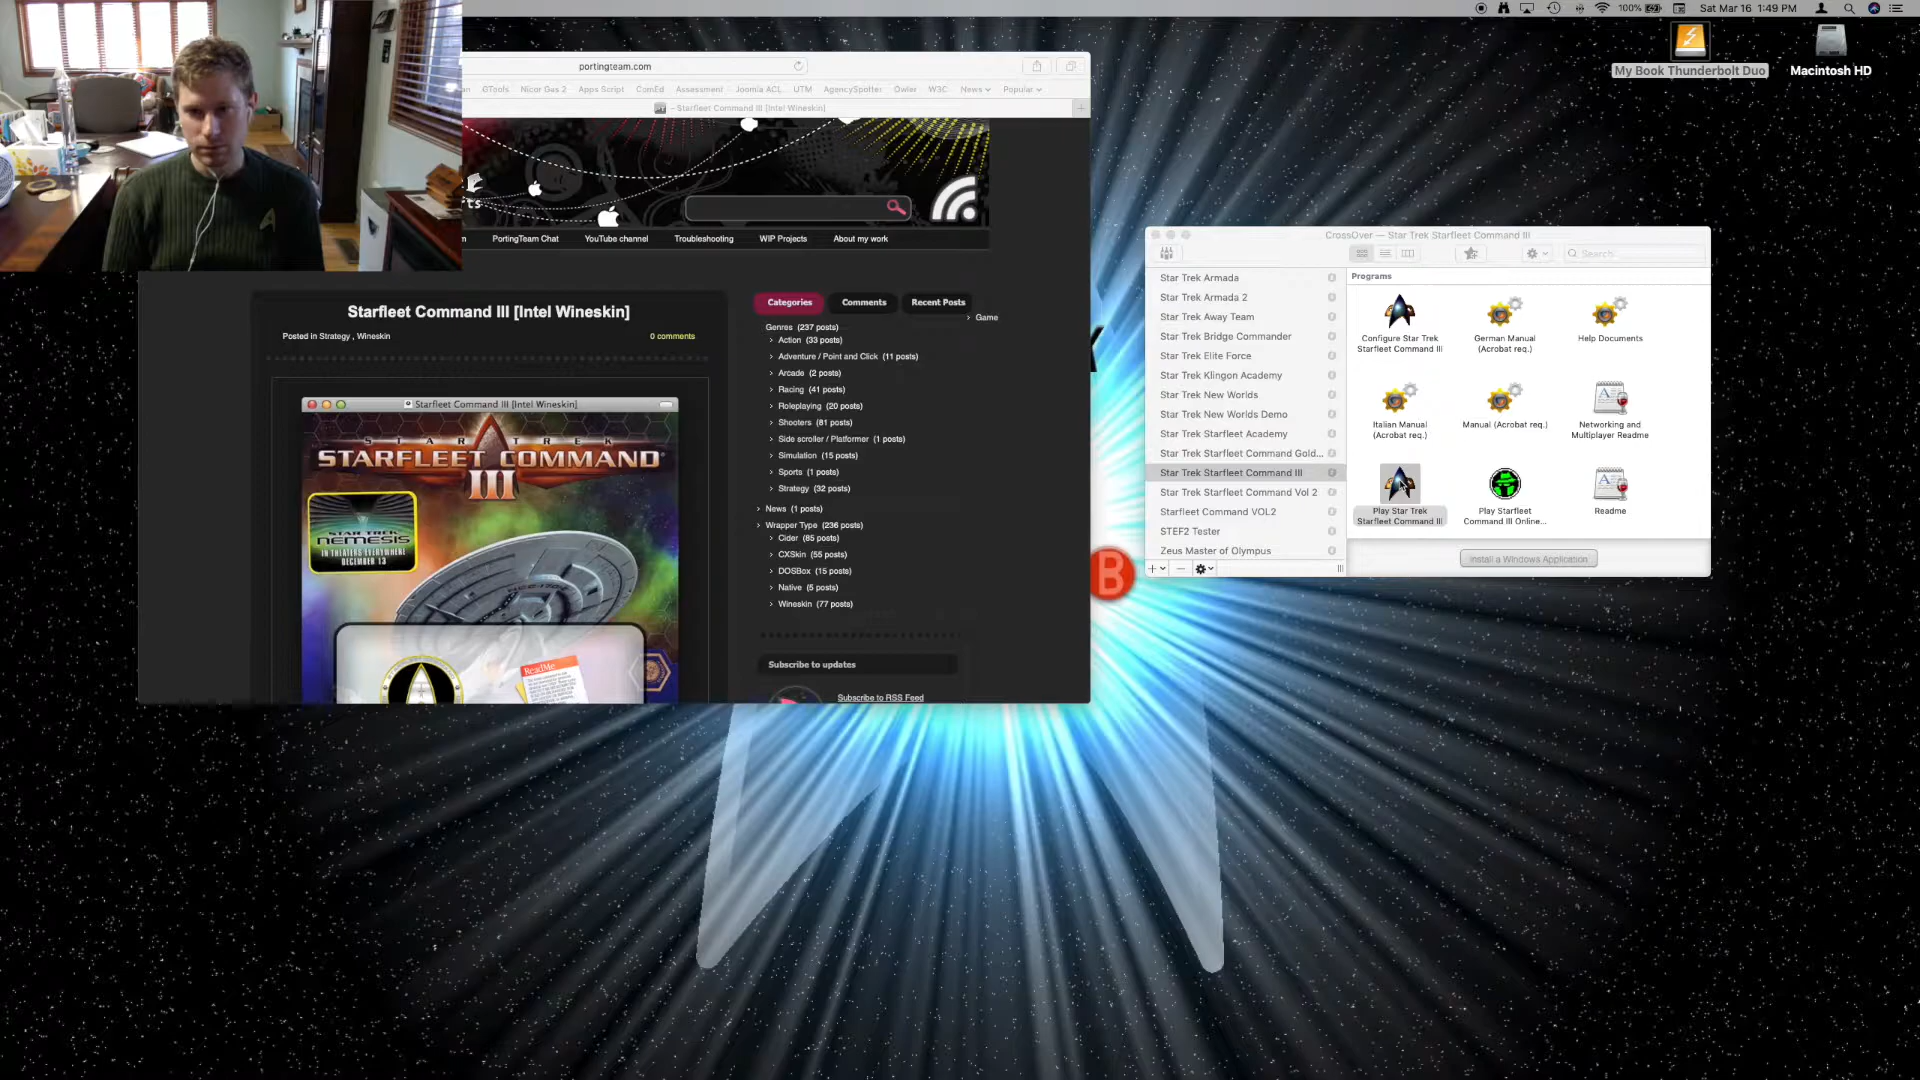 100%
Sat Mar 16 1:49 PM
My Book Thunderbolt Duo
Macintosh HD
portingteam.com
GTools
Nicor Gas 2
Apps Script
ComEd
Assessment
Joomla ACL
UTM
AgencySpotter
Owler
W3C
News
Popular
- Starfleet Command III [Intel Wineskin]
PortingTeam Chat
YouTube channel
Troubleshooting
WIP Projects
About my work
Starfleet Command III [Intel Wineskin]
Posted in Strategy , Wineskin
0 comments
Starfleet Command III [Intel Wineskin]
STAR TREK
STARFLEET COMMAND
III
STAR TREK
NEMESIS
IN THEATERS EVERYWHERE
DECEMBER 13
ReadMe
Categories
Comments
Recent Posts
Game
Genres (237 posts)
Action (33 posts)
Adventure / Point and Click (11 posts)
Arcade (2 posts)
Racing (41 posts)
Roleplaying (20 posts)
Shooters (81 posts)
Side scroller / Platformer (1 posts)
Simulation (15 posts)
Sports (1 posts)
Strategy (32 posts)
News (1 posts)
Wrapper Type (236 posts)
Cider (85 posts)
CXSkin (55 posts)
DOSBox (15 posts)
Native (5 posts)
Wineskin (77 posts)
Subscribe to updates
Subscribe to RSS Feed
B
CrossOver — Star Trek Starfleet Command III
Search
Star Trek Armada
Star Trek Armada 2
Star Trek Away Team
Star Trek Bridge Commander
Star Trek Elite Force
Star Trek Klingon Academy
Star Trek New Worlds
Star Trek New Worlds Demo
Star Trek Starfleet Academy
Star Trek Starfleet Command Gold...
Star Trek Starfleet Command III
Star Trek Starfleet Command Vol 2
Starfleet Command VOL2
STEF2 Tester
Zeus Master of Olympus
Programs
Configure Star Trek
Starfleet Command III
German Manual
(Acrobat req.)
Help Documents
Italian Manual
(Acrobat req.)
Manual (Acrobat req.)
Networking and
Multiplayer Readme
Play Star Trek
Starfleet Command III
Play Starfleet
Command III Online...
Readme
Install a Windows Application